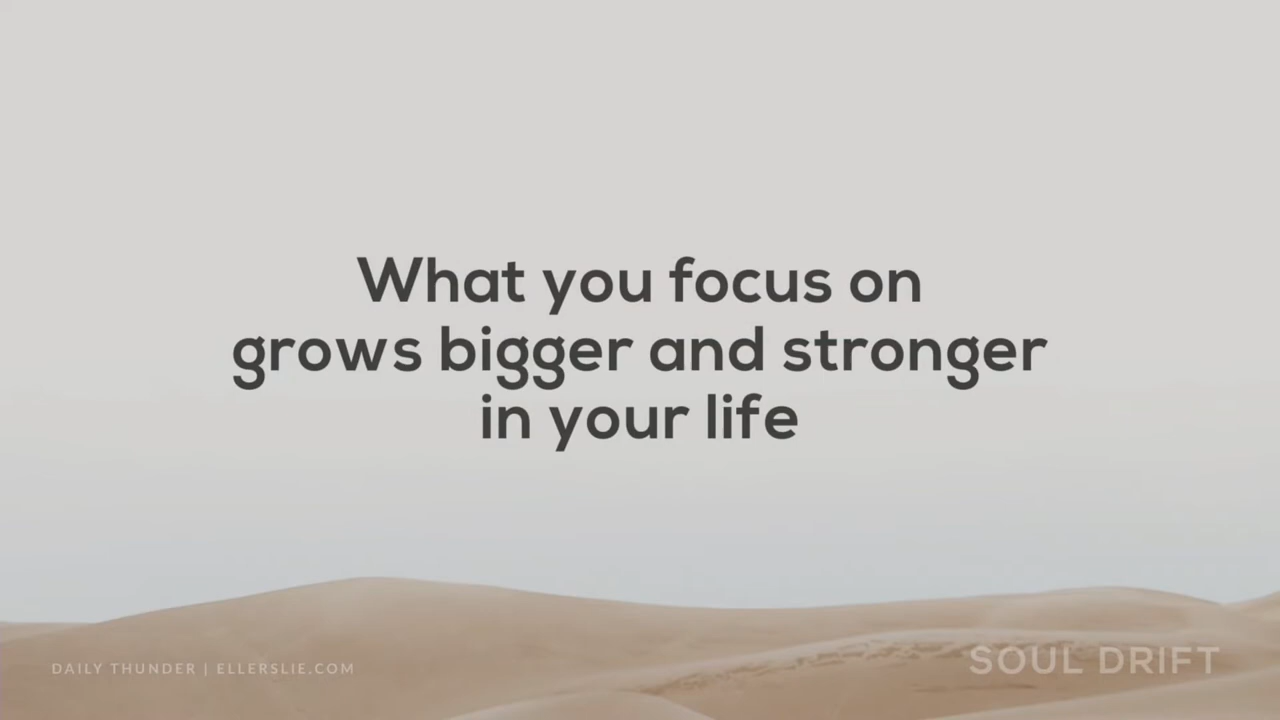 What you focus on
grows bigger and stronger
in your life
DAILY THUNDER | ELLERSLIE.COM
SOUL DRIFT